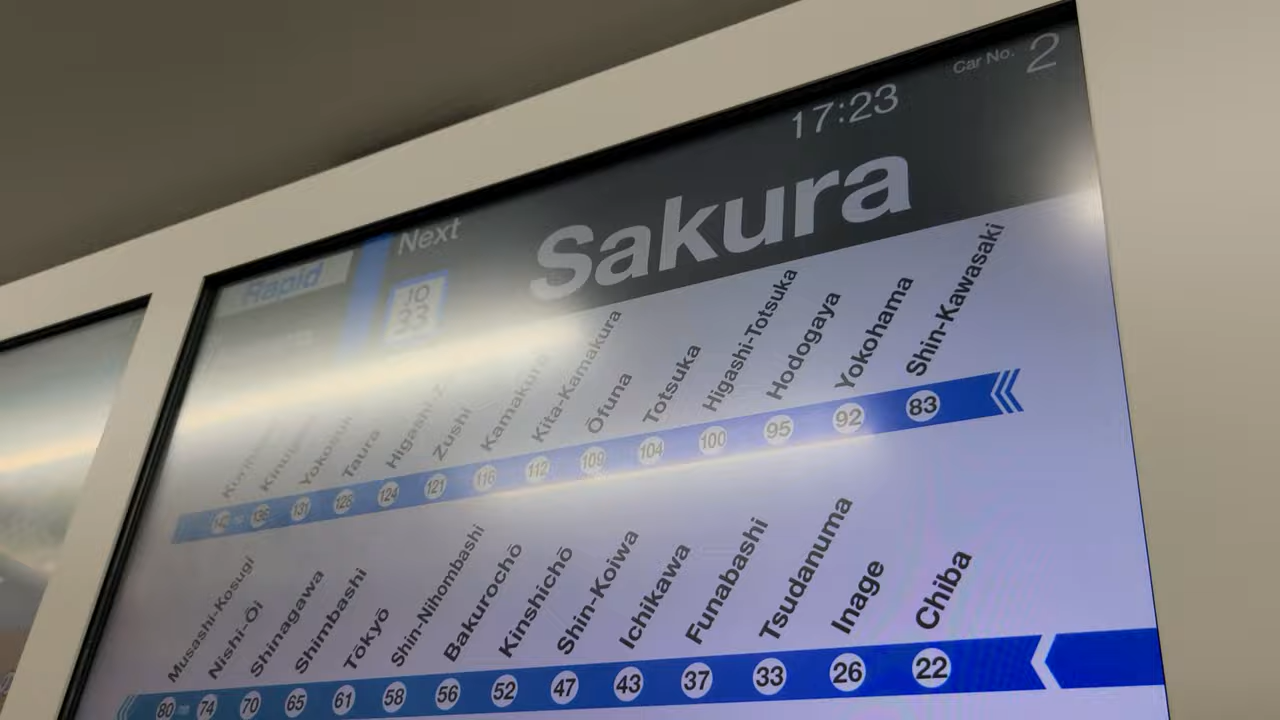 Car No. 2
17:23
Rapid
Next
Sakura
JO
Taura
Zushi
Kamakura
Kita-Kamakura
Ōfuna
Totsuka
Higashi-Totsuka
Hodogaya
Yokohama
Shin-Kawasaki
131 128 124 121 116 112 109 104 100 95 92 83
Musashi-Kosugi
Nishi-Ōi
Shinagawa
Shimbashi
Tōkyō
Shin-Nihombashi
Bakurochō
Kinshichō
Shin-Koiwa
Ichikawa
Funabashi
Tsudanuma
Inage
Chiba
80 74 70 65 61 58 56 52 47 43 37 33 26 22